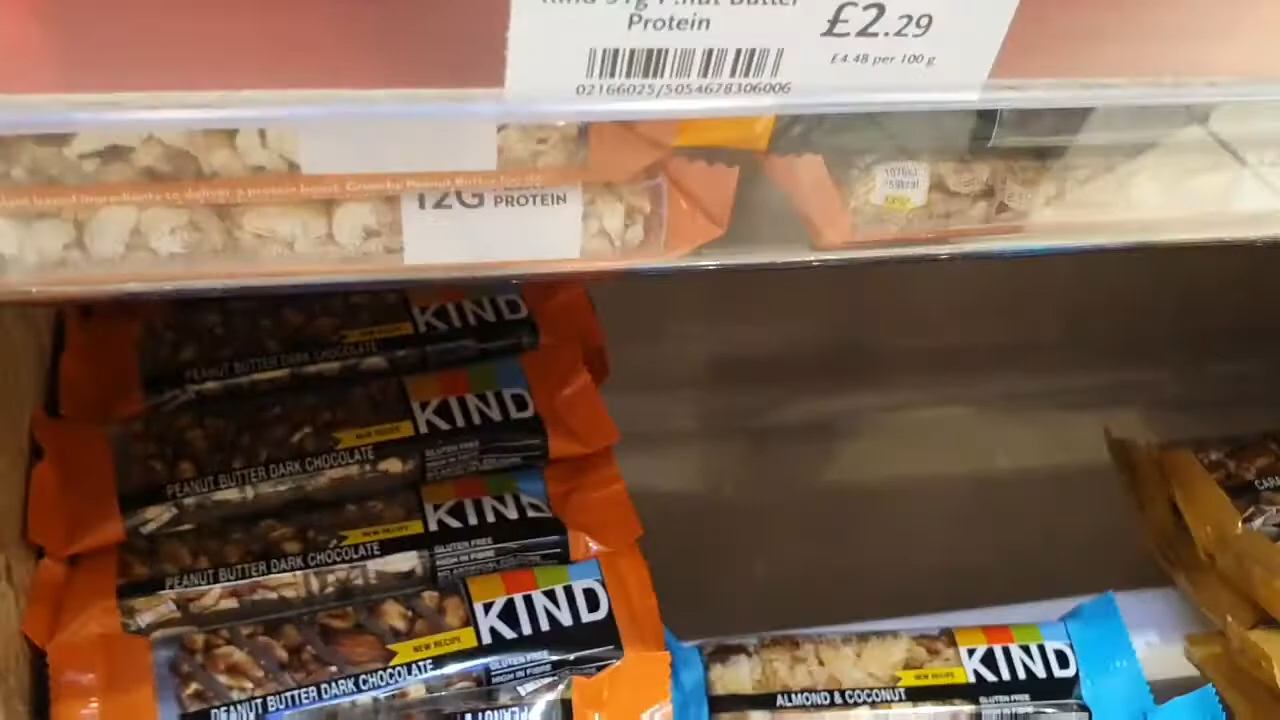 Protein
£2.29
£4.48 per 100 g
02166025/5054678306006
12G
PROTEIN
KIND
NEW RECIPE
PEANUT BUTTER DARK CHOCOLATE
KIND
NEW RECIPE
PEANUT BUTTER DARK CHOCOLATE
GLUTEN FREE
KIND
NEW RECIPE
PEANUT BUTTER DARK CHOCOLATE
GLUTEN FREE
HIGH IN FIBRE
KIND
NEW RECIPE
PEANUT BUTTER DARK CHOCOLATE
GLUTEN FREE
HIGH IN FIBRE
KIND
NEW RECIPE
ALMOND & COCONUT
GLUTEN FREE